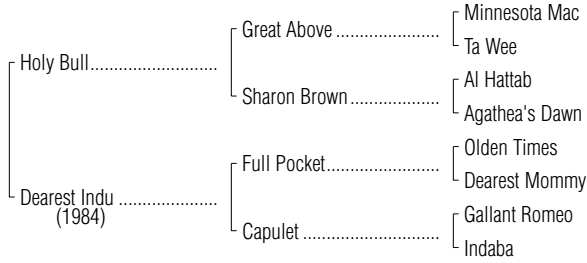 Minnesota Mac
Great Above
Ta Wee
Holy Bull
Al Hattab
Sharon Brown
Agathea's Dawn
Olden Times
Full Pocket
Dearest Mommy
Dearest Indu
(1984)
Gallant Romeo
Capulet
Indaba